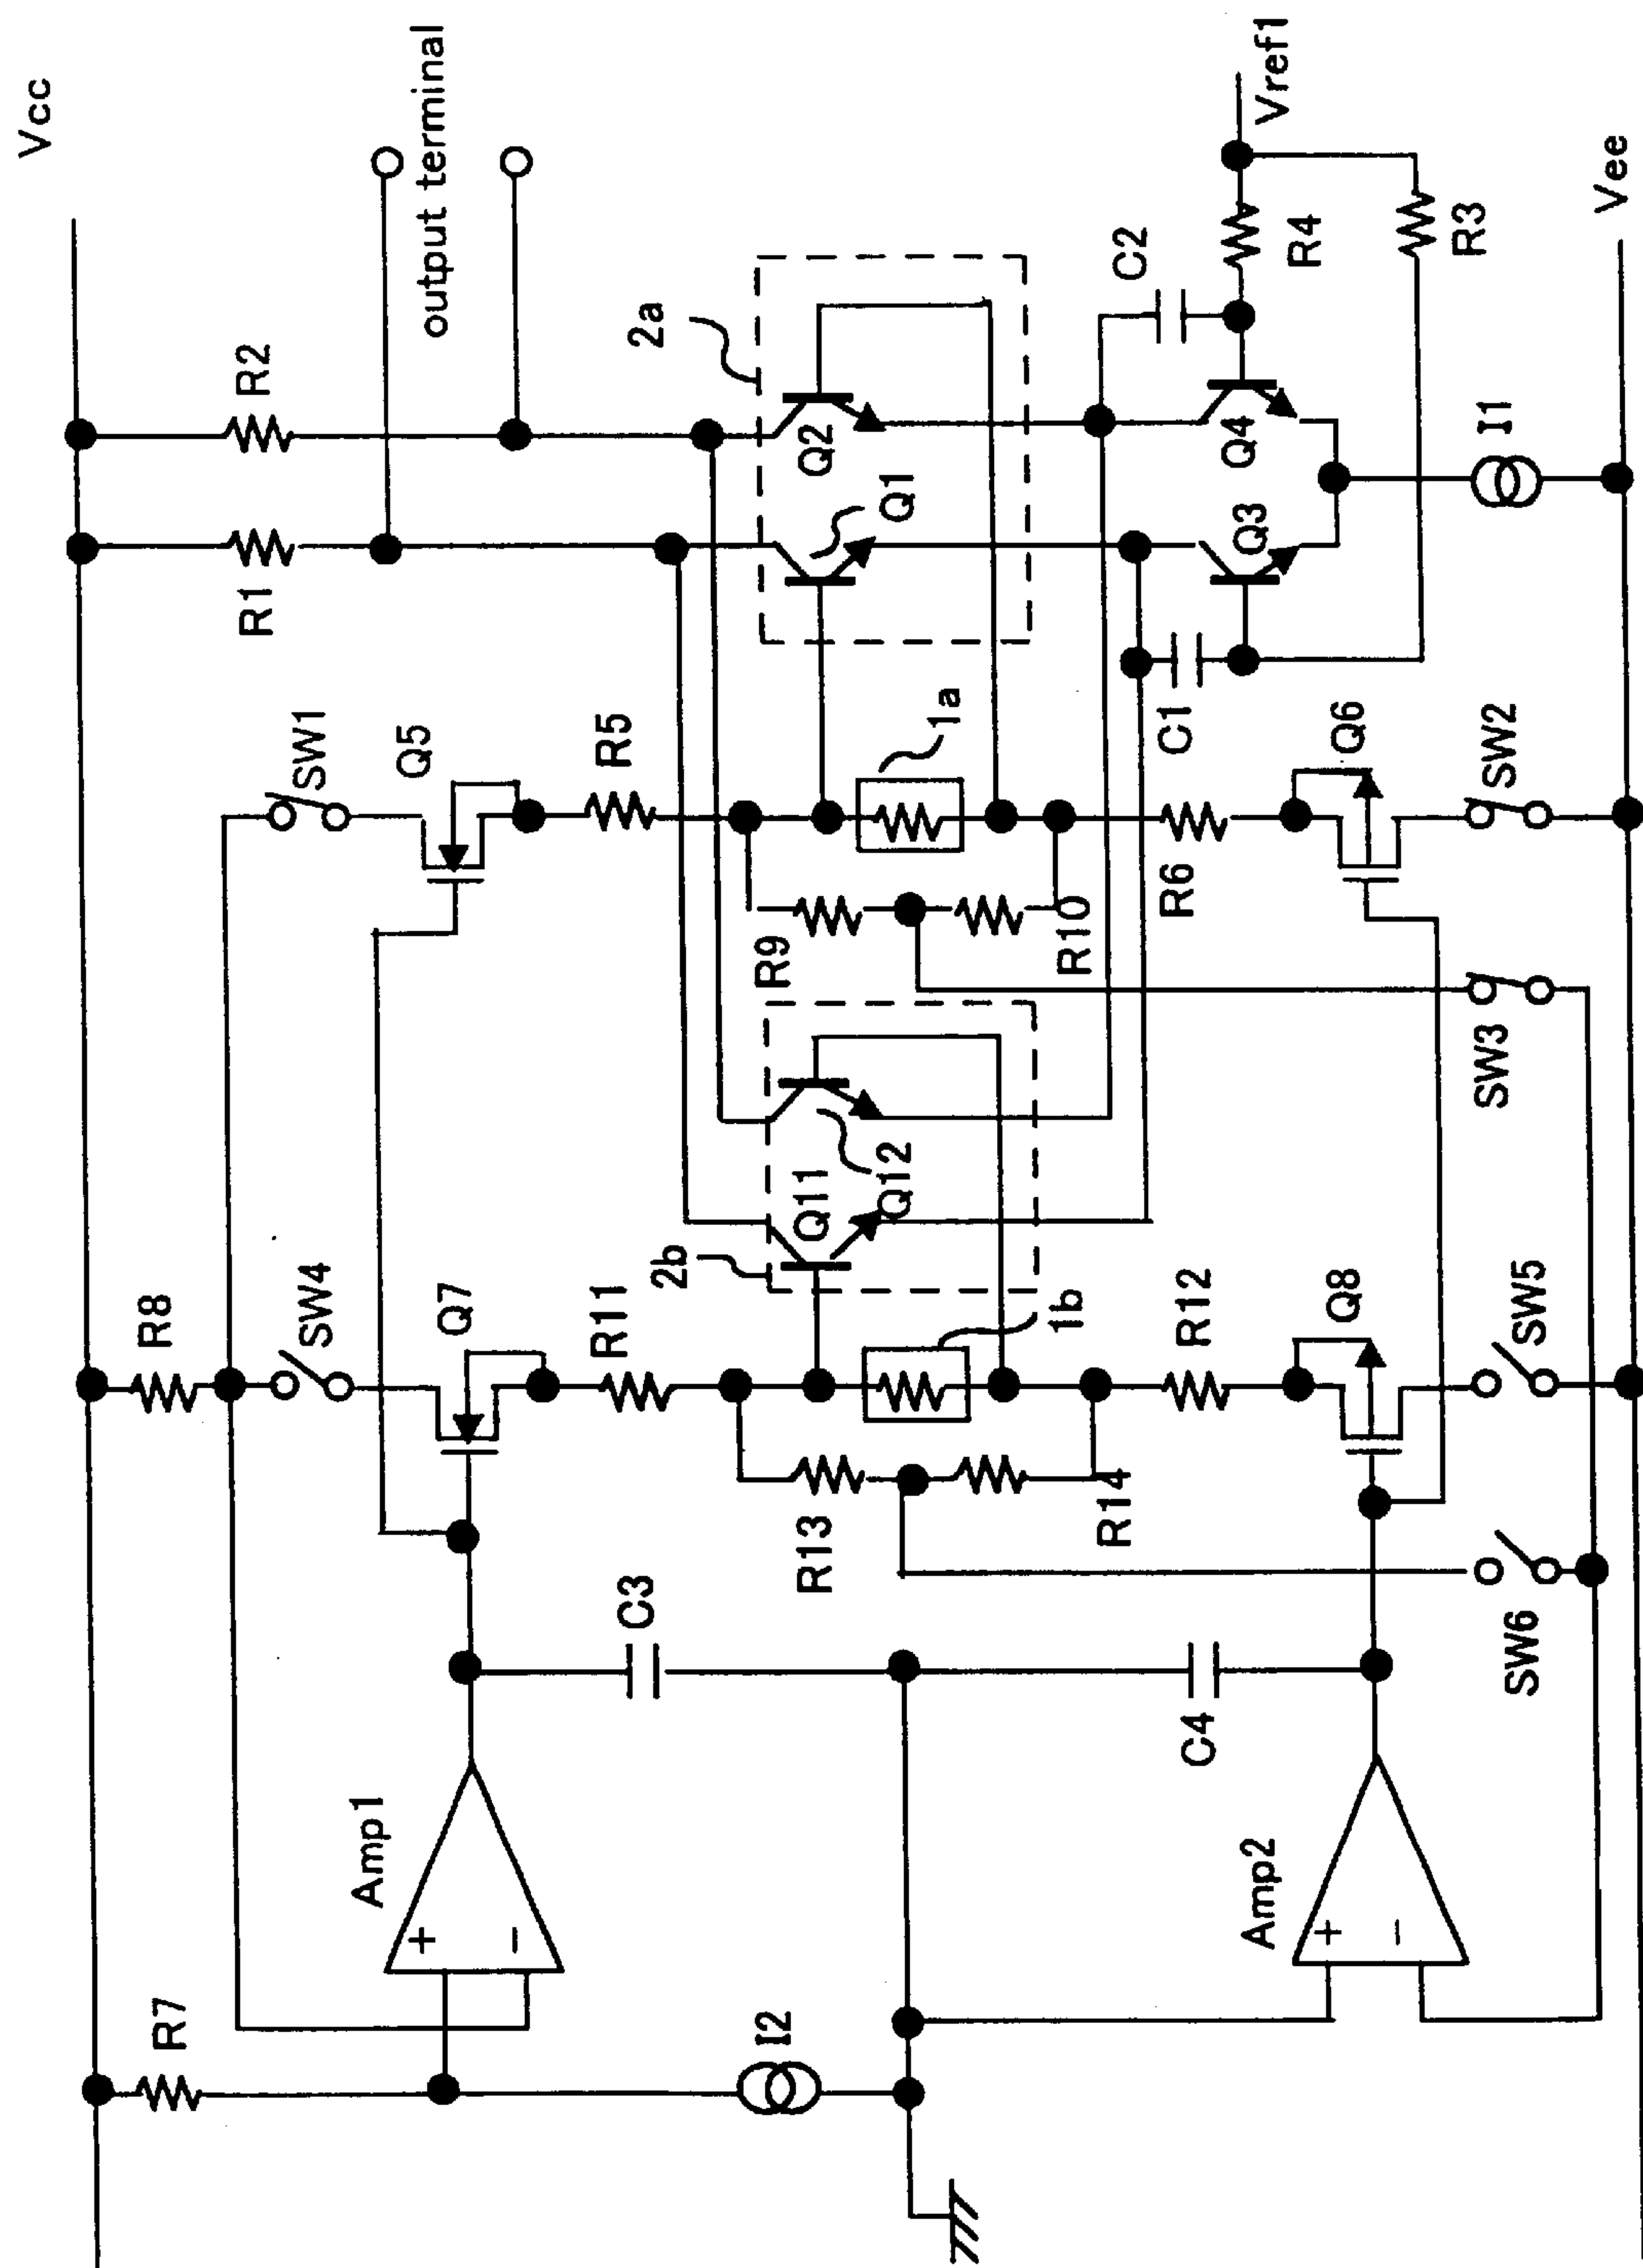 Vcc
output terminal
R2
R1
SW1
Q5
R5
2a
Q2
Q1
C2
Vref1
R4
R3
Q4
Q3
I1
Vee
1a
C1
Q6
R6
SW2
R9
R10
SW3
R8
SW4
Q7
R11
2b
Q11
Q12
1b
R12
Q8
SW5
R13
R14
SW6
C3
C4
Amp1
+
−
Amp2
+
−
R7
I2